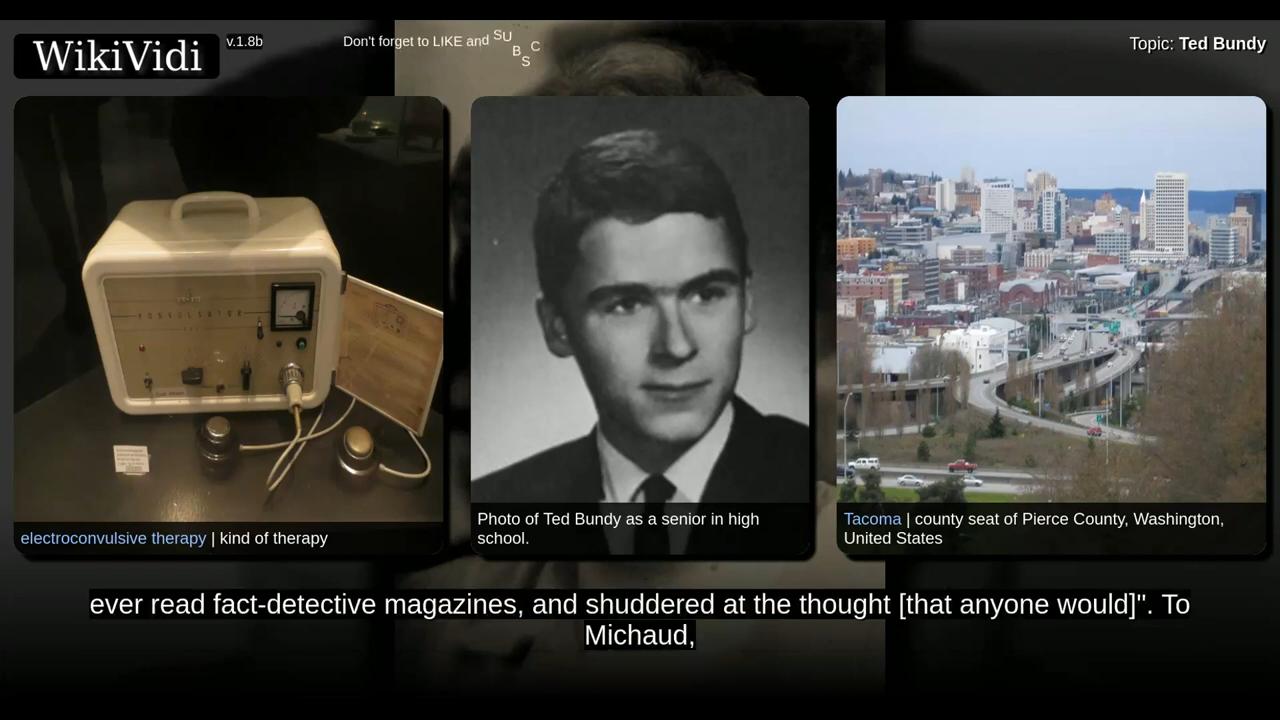 WikiVidi
v.1.8b
Don't forget to LIKE and SUBSC
Topic: Ted Bundy
KONVULSATOR
electroconvulsive therapy | kind of therapy
Photo of Ted Bundy as a senior in high
school.
Tacoma | county seat of Pierce County, Washington,
United States
ever read fact-detective magazines, and shuddered at the thought [that anyone would]". To
Michaud,